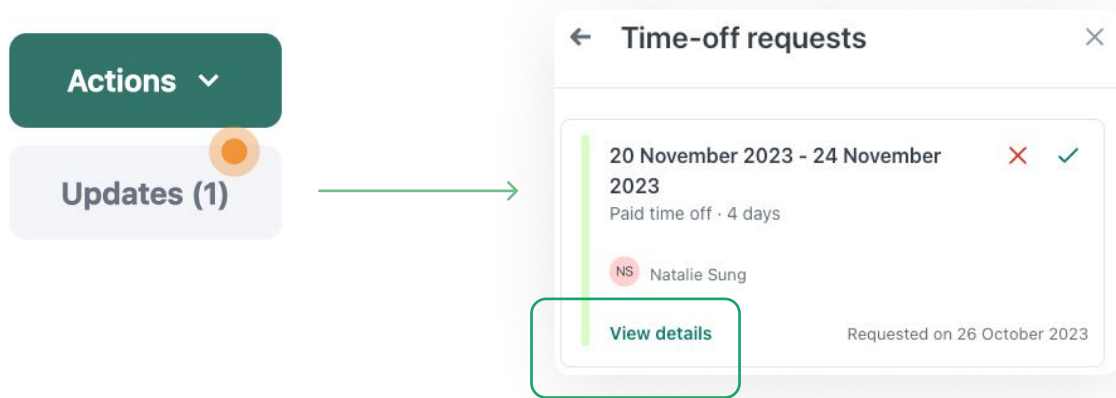 Actions
Updates (1)
Time-off requests
20 November 2023 - 24 November
2023
Paid time off · 4 days
NS Natalie Sung
View details
Requested on 26 October 2023